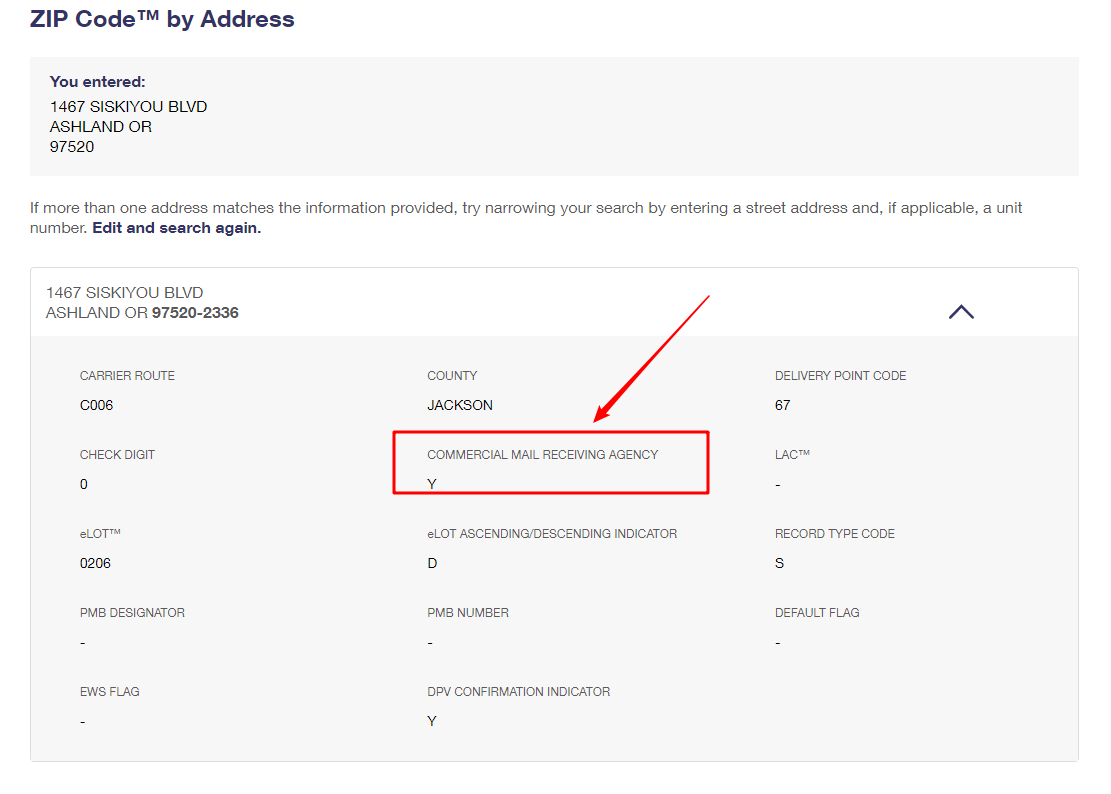 ZIP Code™ by Address
You entered:
1467 SISKIYOU BLVD
ASHLAND OR
97520
If more than one address matches the information provided, try narrowing your search by entering a street address and, if applicable, a unit
number. Edit and search again.
1467 SISKIYOU BLVD
ASHLAND OR 97520-2336
CARRIER ROUTE
C006
COUNTY
JACKSON
DELIVERY POINT CODE
67
CHECK DIGIT
0
COMMERCIAL MAIL RECEIVING AGENCY
Y
LAC™
-
eLOT™
0206
eLOT ASCENDING/DESCENDING INDICATOR
D
RECORD TYPE CODE
S
PMB DESIGNATOR
-
PMB NUMBER
-
DEFAULT FLAG
-
EWS FLAG
-
DPV CONFIRMATION INDICATOR
Y